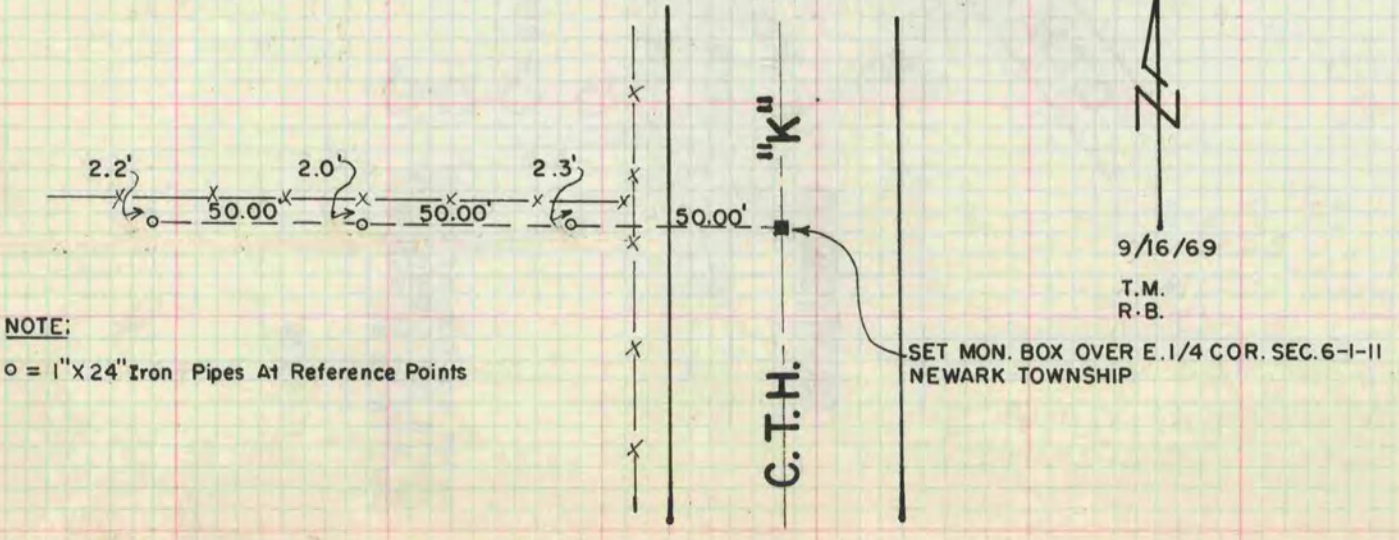 2.2'
2.0'
2.3'
50.00'
50.00'
50.00'
C.T.H. "K"
N
9/16/69
T.M.
R.B.
SET MON. BOX OVER E.1/4 COR. SEC.6-1-11
NEWARK TOWNSHIP
NOTE:
o = 1"X24" Iron Pipes At Reference Points